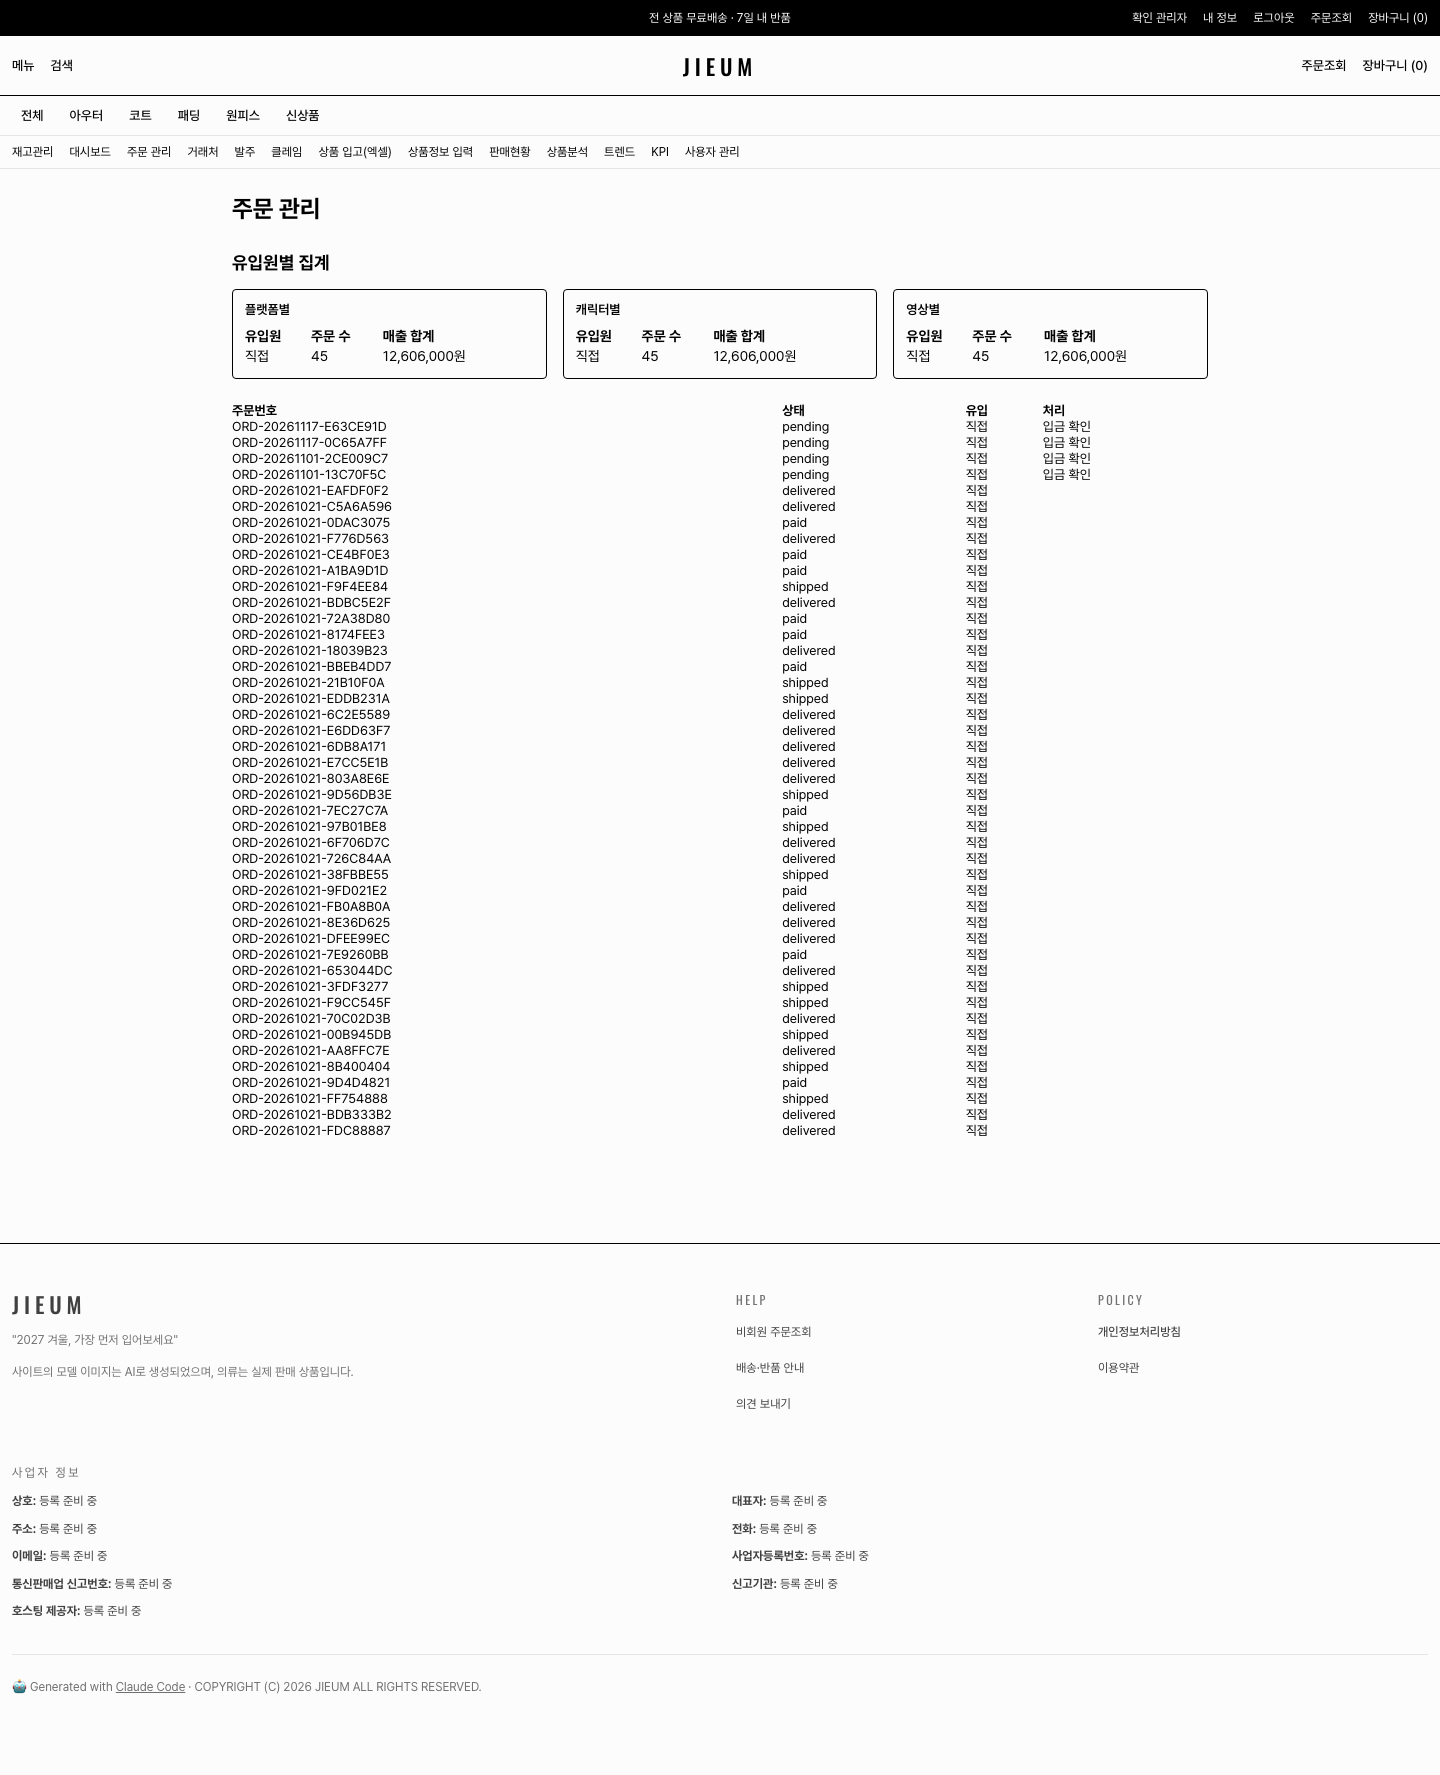 전 상품 무료배송 · 7일 내 반품
확인 관리자 내 정보 로그아웃 주문조회 장바구니 (0)
메뉴 검색 JIEUM 주문조회 장바구니 (0)
전체 아우터 코트 패딩 원피스 신상품
재고관리 대시보드 주문 관리 거래처 발주 클레임 상품 입고(엑셀) 상품정보 입력 판매현황 상품분석 트렌드 KPI 사용자 관리
주문 관리
유입원별 집계
플랫폼별
유입원 주문 수 매출 합계
직접 45 12,606,000원
캐릭터별
유입원 주문 수 매출 합계
직접 45 12,606,000원
영상별
유입원 주문 수 매출 합계
직접 45 12,606,000원
주문번호 상태 유입 처리
ORD-20261117-E63CE91D pending 직접 입금 확인
ORD-20261117-0C65A7FF pending 직접 입금 확인
ORD-20261101-2CE009C7 pending 직접 입금 확인
ORD-20261101-13C70F5C pending 직접 입금 확인
ORD-20261021-EAFDF0F2 delivered 직접
ORD-20261021-C5A6A596 delivered 직접
ORD-20261021-0DAC3075 paid 직접
ORD-20261021-F776D563 delivered 직접
ORD-20261021-CE4BF0E3 paid 직접
ORD-20261021-A1BA9D1D paid 직접
ORD-20261021-F9F4EE84 shipped 직접
ORD-20261021-BDBC5E2F delivered 직접
ORD-20261021-72A38D80 paid 직접
ORD-20261021-8174FEE3 paid 직접
ORD-20261021-18039B23 delivered 직접
ORD-20261021-BBEB4DD7 paid 직접
ORD-20261021-21B10F0A shipped 직접
ORD-20261021-EDDB231A shipped 직접
ORD-20261021-6C2E5589 delivered 직접
ORD-20261021-E6DD63F7 delivered 직접
ORD-20261021-6DB8A171 delivered 직접
ORD-20261021-E7CC5E1B delivered 직접
ORD-20261021-803A8E6E delivered 직접
ORD-20261021-9D56DB3E shipped 직접
ORD-20261021-7EC27C7A paid 직접
ORD-20261021-97B01BE8 shipped 직접
ORD-20261021-6F706D7C delivered 직접
ORD-20261021-726C84AA delivered 직접
ORD-20261021-38FBBE55 shipped 직접
ORD-20261021-9FD021E2 paid 직접
ORD-20261021-FB0A8B0A delivered 직접
ORD-20261021-8E36D625 delivered 직접
ORD-20261021-DFEE99EC delivered 직접
ORD-20261021-7E9260BB paid 직접
ORD-20261021-653044DC delivered 직접
ORD-20261021-3FDF3277 shipped 직접
ORD-20261021-F9CC545F shipped 직접
ORD-20261021-70C02D3B delivered 직접
ORD-20261021-00B945DB shipped 직접
ORD-20261021-AA8FFC7E delivered 직접
ORD-20261021-8B400404 shipped 직접
ORD-20261021-9D4D4821 paid 직접
ORD-20261021-FF754888 shipped 직접
ORD-20261021-BDB333B2 delivered 직접
ORD-20261021-FDC88887 delivered 직접
JIEUM
"2027 겨울, 가장 먼저 입어보세요"
사이트의 모델 이미지는 AI로 생성되었으며, 의류는 실제 판매 상품입니다.
HELP
비회원 주문조회
배송·반품 안내
의견 보내기
POLICY
개인정보처리방침
이용약관
사업자 정보
상호: 등록 준비 중 대표자: 등록 준비 중
주소: 등록 준비 중 전화: 등록 준비 중
이메일: 등록 준비 중 사업자등록번호: 등록 준비 중
통신판매업 신고번호: 등록 준비 중 신고기관: 등록 준비 중
호스팅 제공자: 등록 준비 중
🤖 Generated with Claude Code · COPYRIGHT (C) 2026 JIEUM ALL RIGHTS RESERVED.